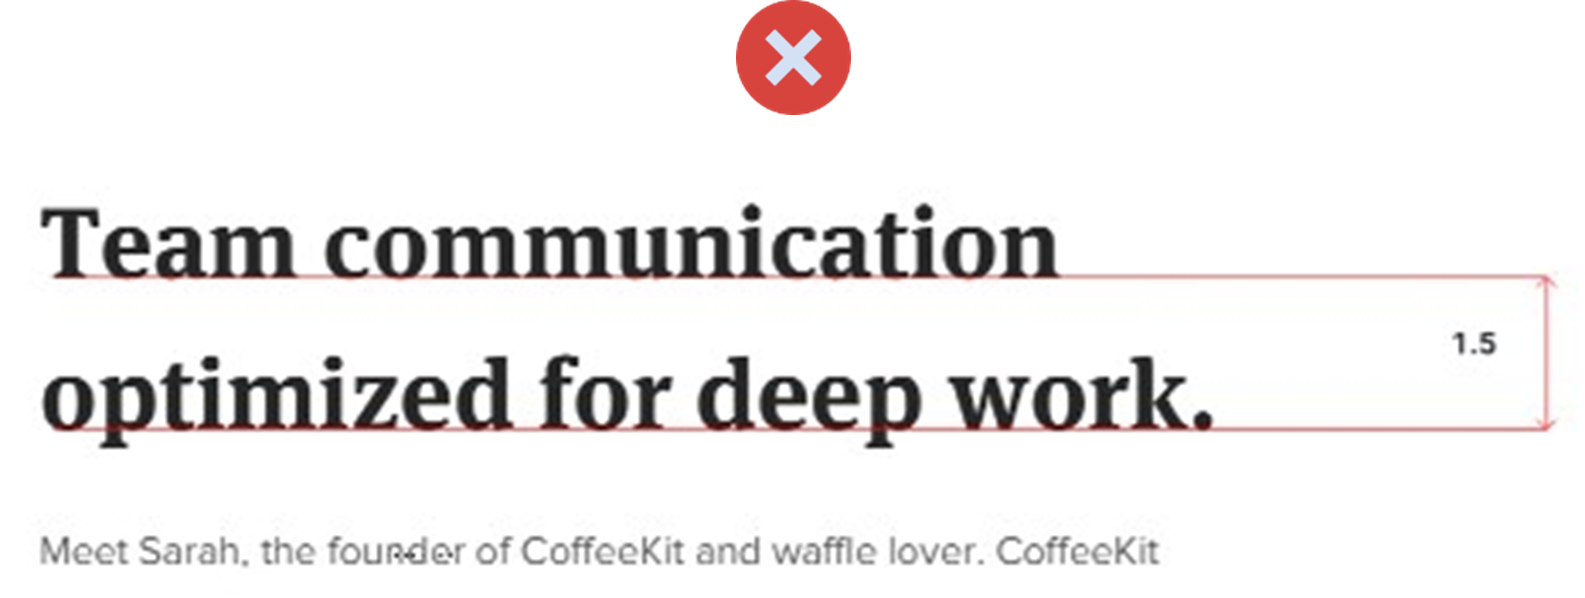 Team communication
1.5
optimized for deep work.
Meet Sarah, the founder of CoffeeKit and waffle lover. CoffeeKit